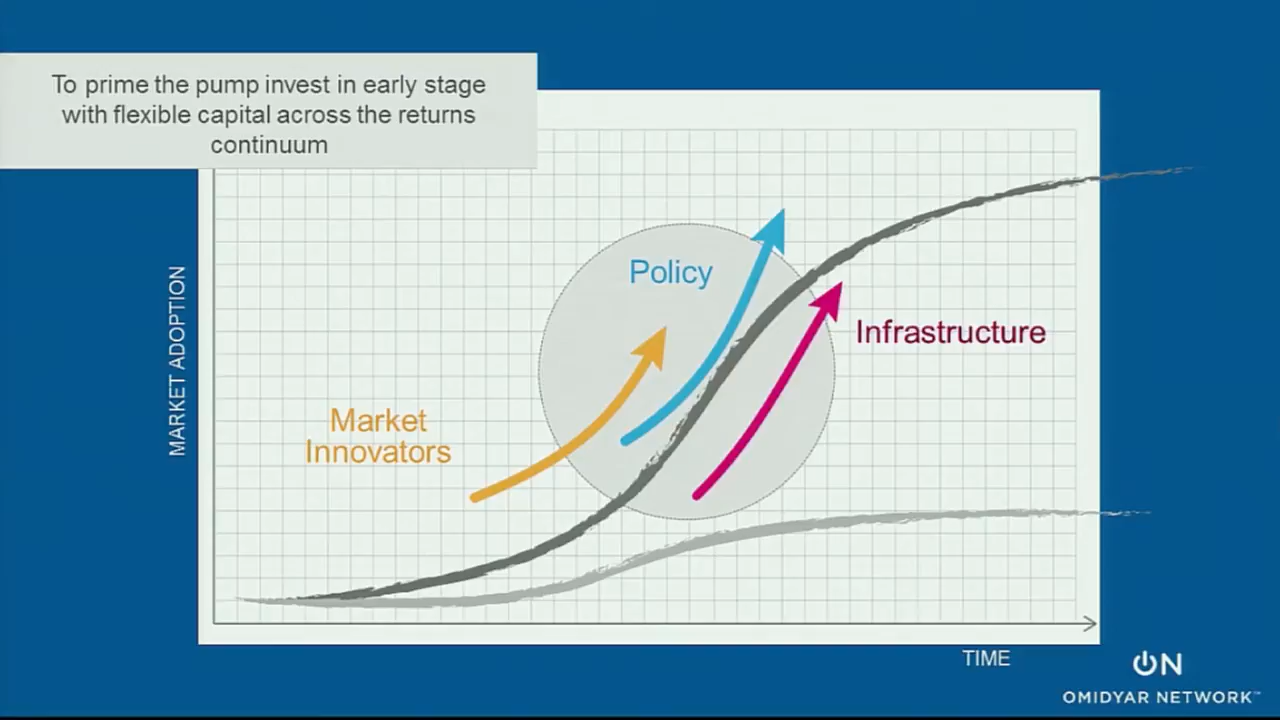 To prime the pump invest in early stage
with flexible capital across the returns
continuum
Policy
Infrastructure
Market
Innovators
MARKET ADOPTION
TIME
ON
OMIDYAR NETWORK™